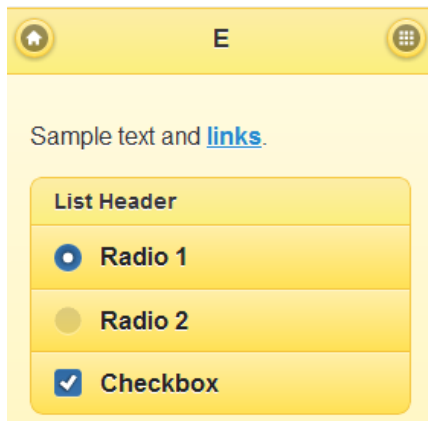 E
Sample text and links.
List Header
Radio 1
Radio 2
Checkbox